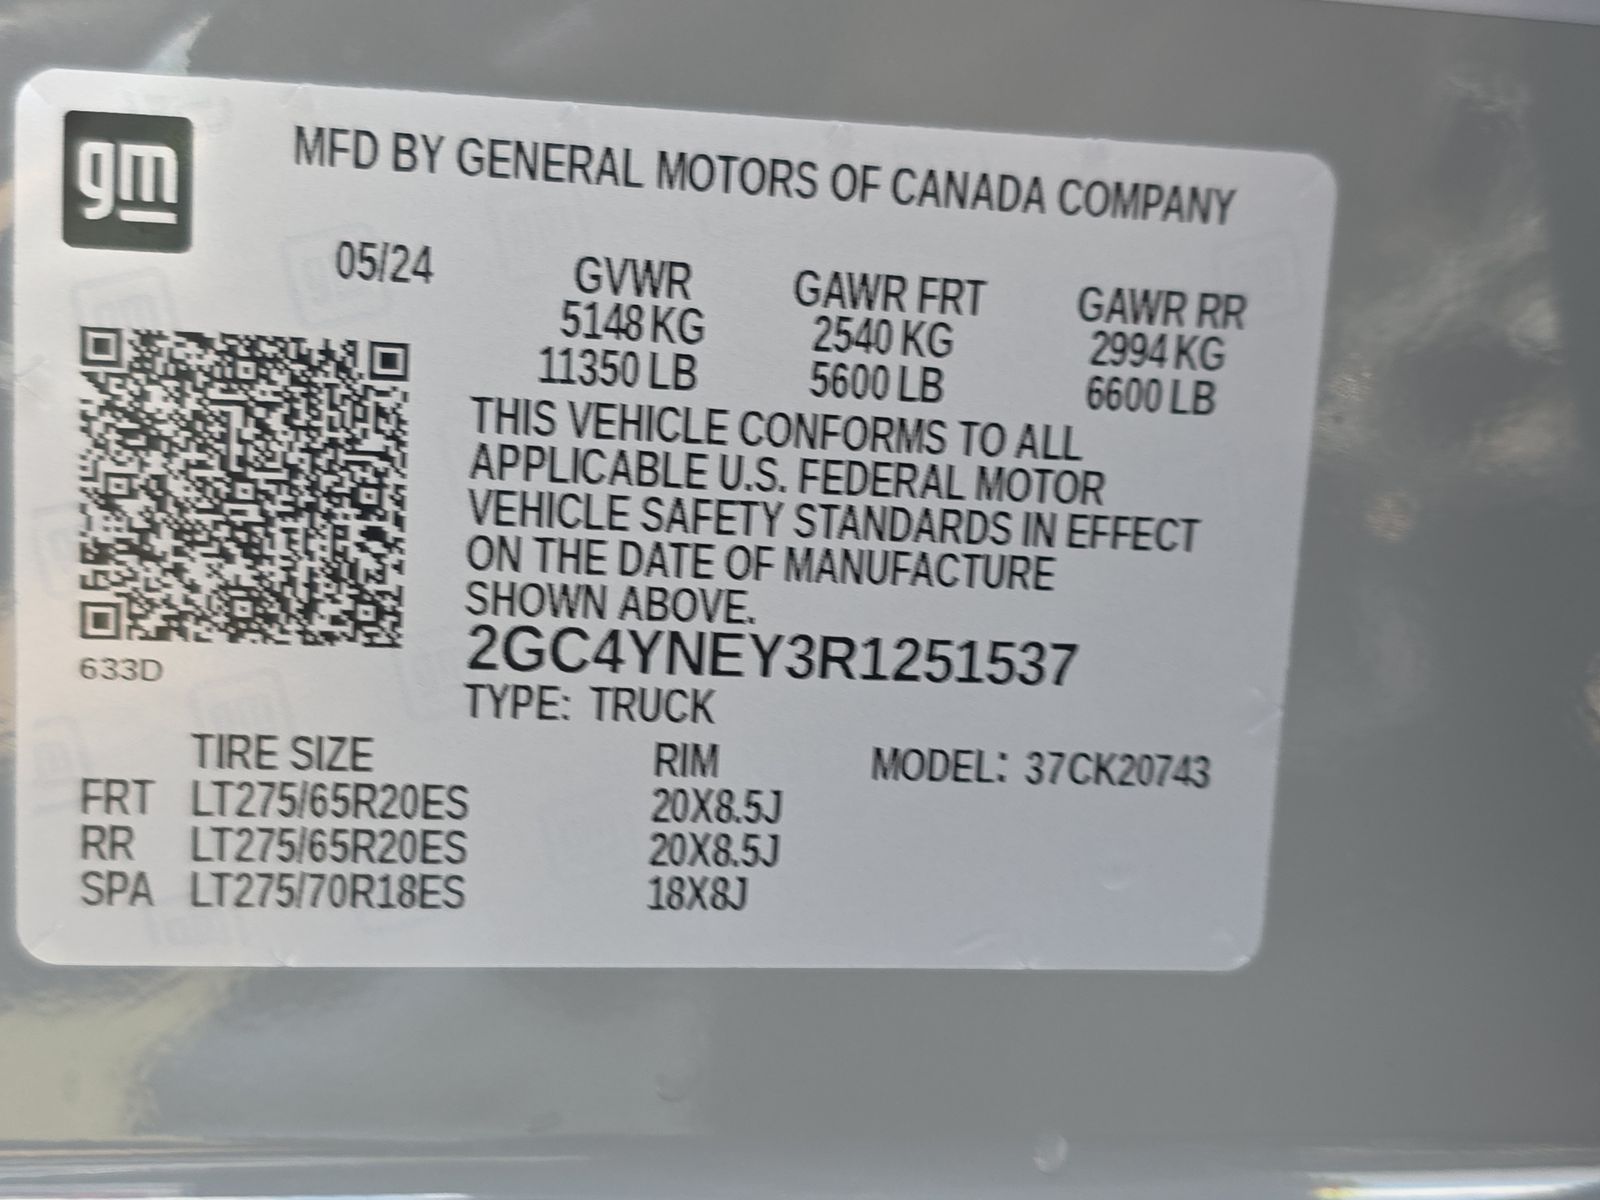 gm
MFD BY GENERAL MOTORS OF CANADA COMPANY
05/24
GVWR
5148 KG
11350 LB
GAWR FRT
2540 KG
5600 LB
GAWR RR
2994 KG
6600 LB
THIS VEHICLE CONFORMS TO ALL
APPLICABLE U.S. FEDERAL MOTOR
VEHICLE SAFETY STANDARDS IN EFFECT
ON THE DATE OF MANUFACTURE
SHOWN ABOVE.
2GC4YNEY3R1251537
633D
TYPE: TRUCK
TIRE SIZE RIM MODEL: 37CK20743
FRT LT275/65R20ES 20X8.5J
RR LT275/65R20ES 20X8.5J
SPA LT275/70R18ES 18X8J